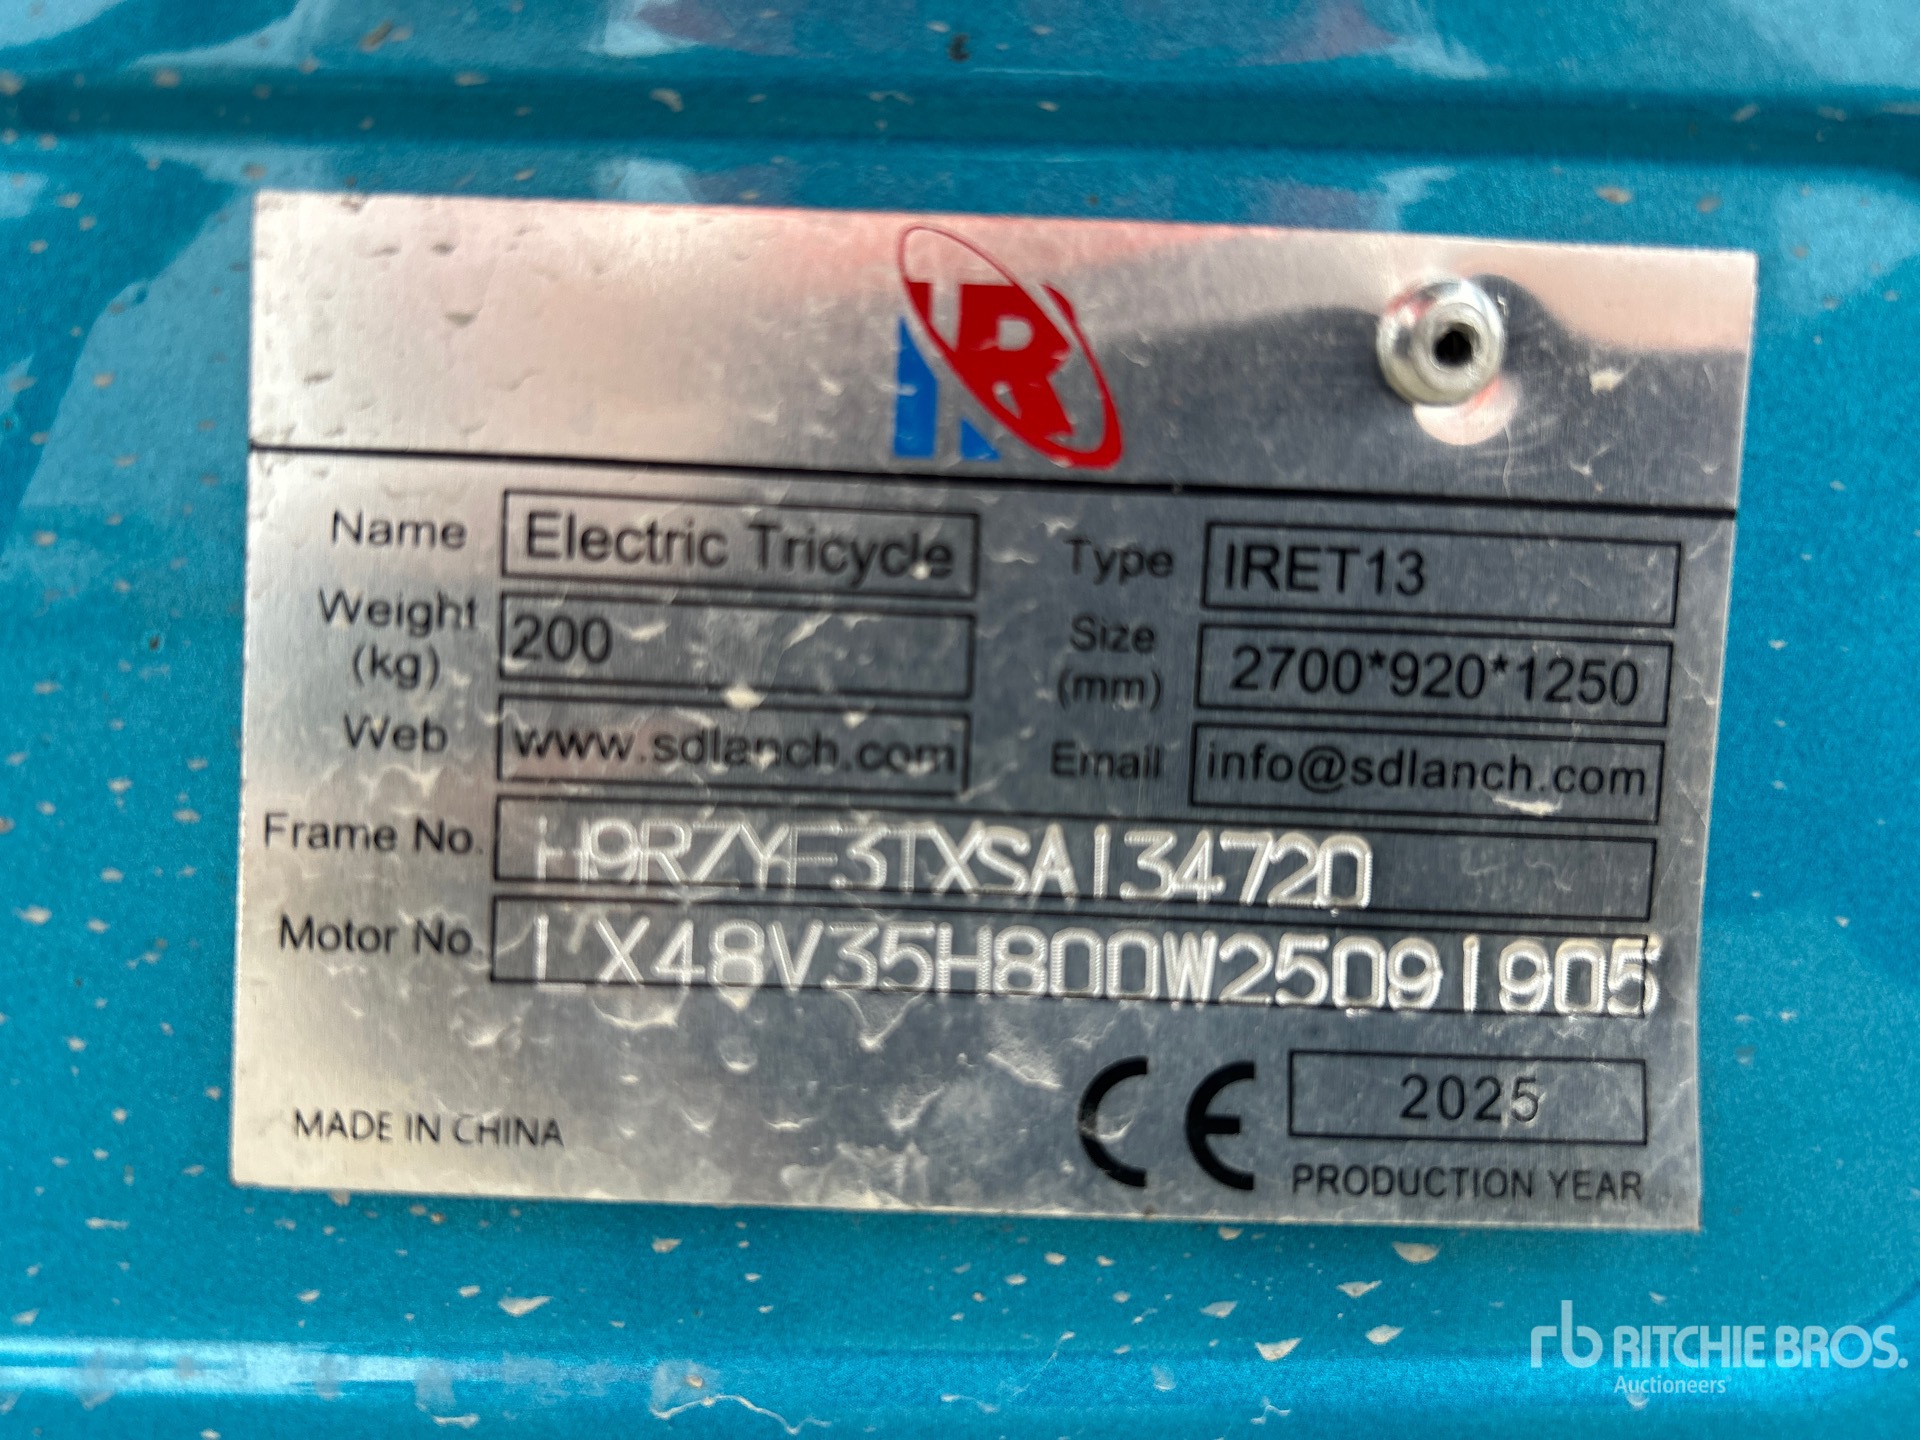 R
Name Electric Tricycle Type IRET13
Weight (kg) 200 Size (mm) 2700*920*1250
Web www.sdlanch.com Email info@sdlanch.com
Frame No. H9RZYF3TXSA134720
Motor No. LX48V35H800W25091905
MADE IN CHINA CE 2025
PRODUCTION YEAR
rb RITCHIE BROS.
Auctioneers